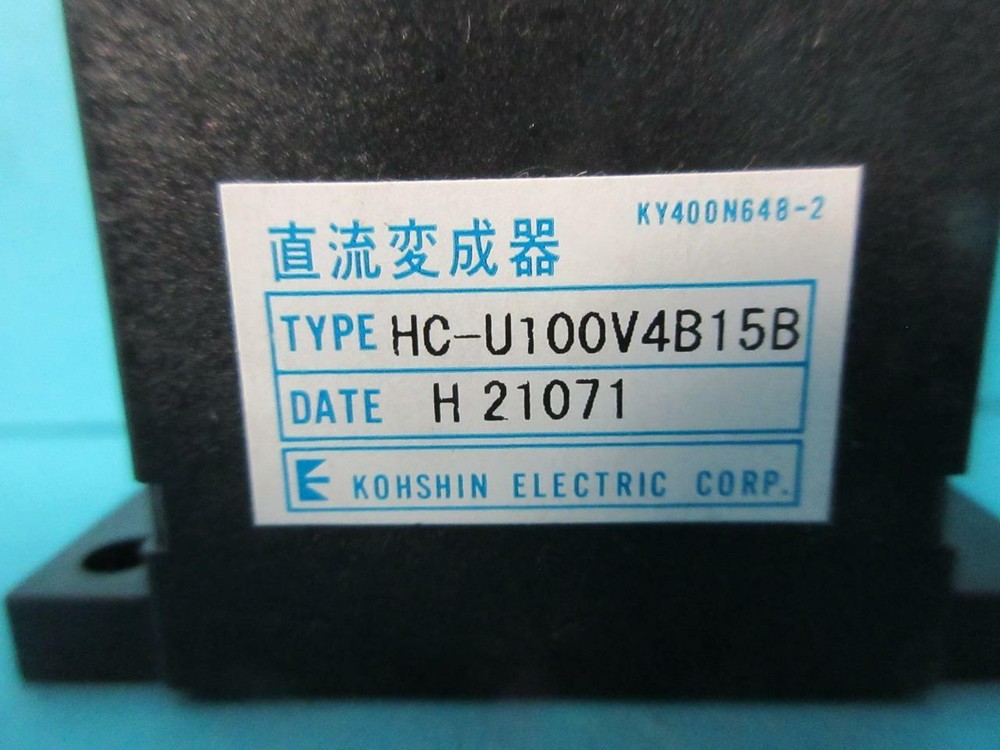 KY400N648-2
直流変成器
TYPE HC-U100V4B15B
DATE H 21071
KOHSHIN ELECTRIC CORP.